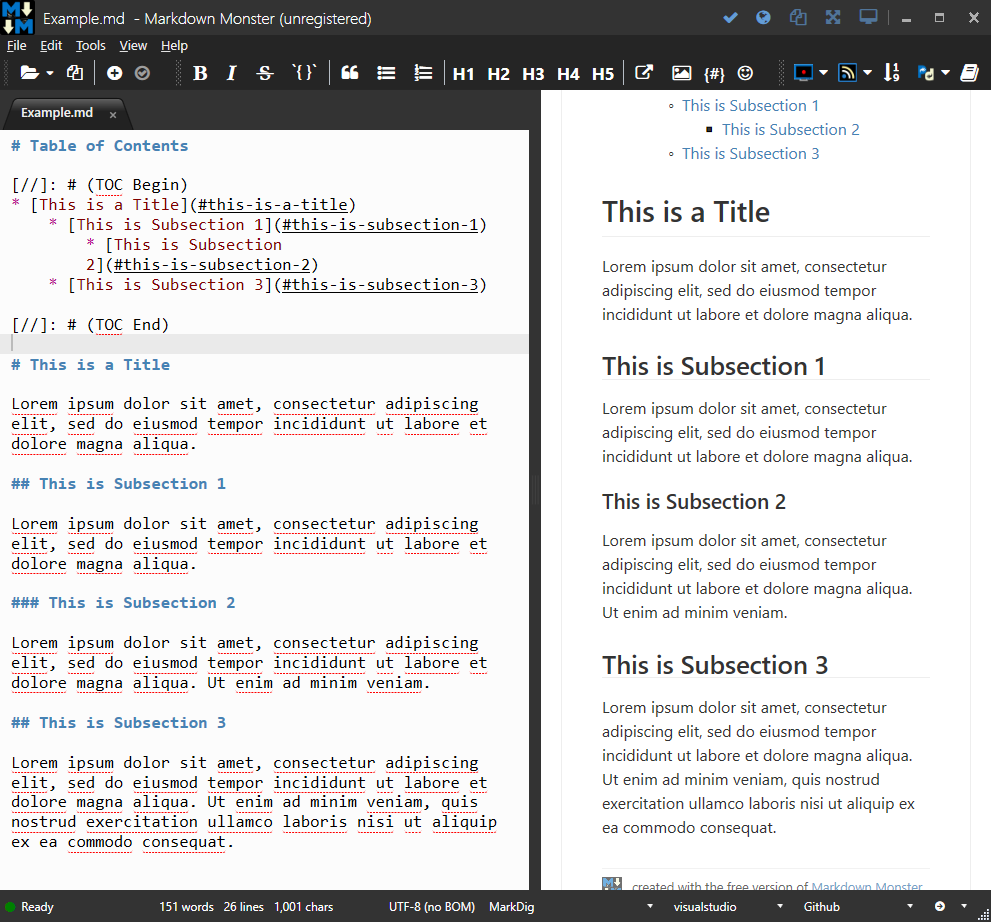 Example.md - Markdown Monster (unregistered)
File Edit Tools View Help
B I S `{}` H1 H2 H3 H4 H5 {#}
Example.md ×
# Table of Contents
[//]: # (TOC Begin)
* [This is a Title](#this-is-a-title)
* [This is Subsection 1](#this-is-subsection-1)
* [This is Subsection
2](#this-is-subsection-2)
* [This is Subsection 3](#this-is-subsection-3)
[//]: # (TOC End)
# This is a Title
Lorem ipsum dolor sit amet, consectetur adipiscing
elit, sed do eiusmod tempor incididunt ut labore et
dolore magna aliqua.
## This is Subsection 1
Lorem ipsum dolor sit amet, consectetur adipiscing
elit, sed do eiusmod tempor incididunt ut labore et
dolore magna aliqua.
### This is Subsection 2
Lorem ipsum dolor sit amet, consectetur adipiscing
elit, sed do eiusmod tempor incididunt ut labore et
dolore magna aliqua. Ut enim ad minim veniam.
## This is Subsection 3
Lorem ipsum dolor sit amet, consectetur adipiscing
elit, sed do eiusmod tempor incididunt ut labore et
dolore magna aliqua. Ut enim ad minim veniam, quis
nostrud exercitation ullamco laboris nisi ut aliquip
ex ea commodo consequat.
This is Subsection 1
This is Subsection 2
This is Subsection 3
This is a Title
Lorem ipsum dolor sit amet, consectetur
adipiscing elit, sed do eiusmod tempor
incididunt ut labore et dolore magna aliqua.
This is Subsection 1
Lorem ipsum dolor sit amet, consectetur
adipiscing elit, sed do eiusmod tempor
incididunt ut labore et dolore magna aliqua.
This is Subsection 2
Lorem ipsum dolor sit amet, consectetur
adipiscing elit, sed do eiusmod tempor
incididunt ut labore et dolore magna aliqua.
Ut enim ad minim veniam.
This is Subsection 3
Lorem ipsum dolor sit amet, consectetur
adipiscing elit, sed do eiusmod tempor
incididunt ut labore et dolore magna aliqua.
Ut enim ad minim veniam, quis nostrud
exercitation ullamco laboris nisi ut aliquip ex
ea commodo consequat.
created with the free version of Markdown Monster
Ready 151 words 26 lines 1,001 chars UTF-8 (no BOM) MarkDig visualstudio Github